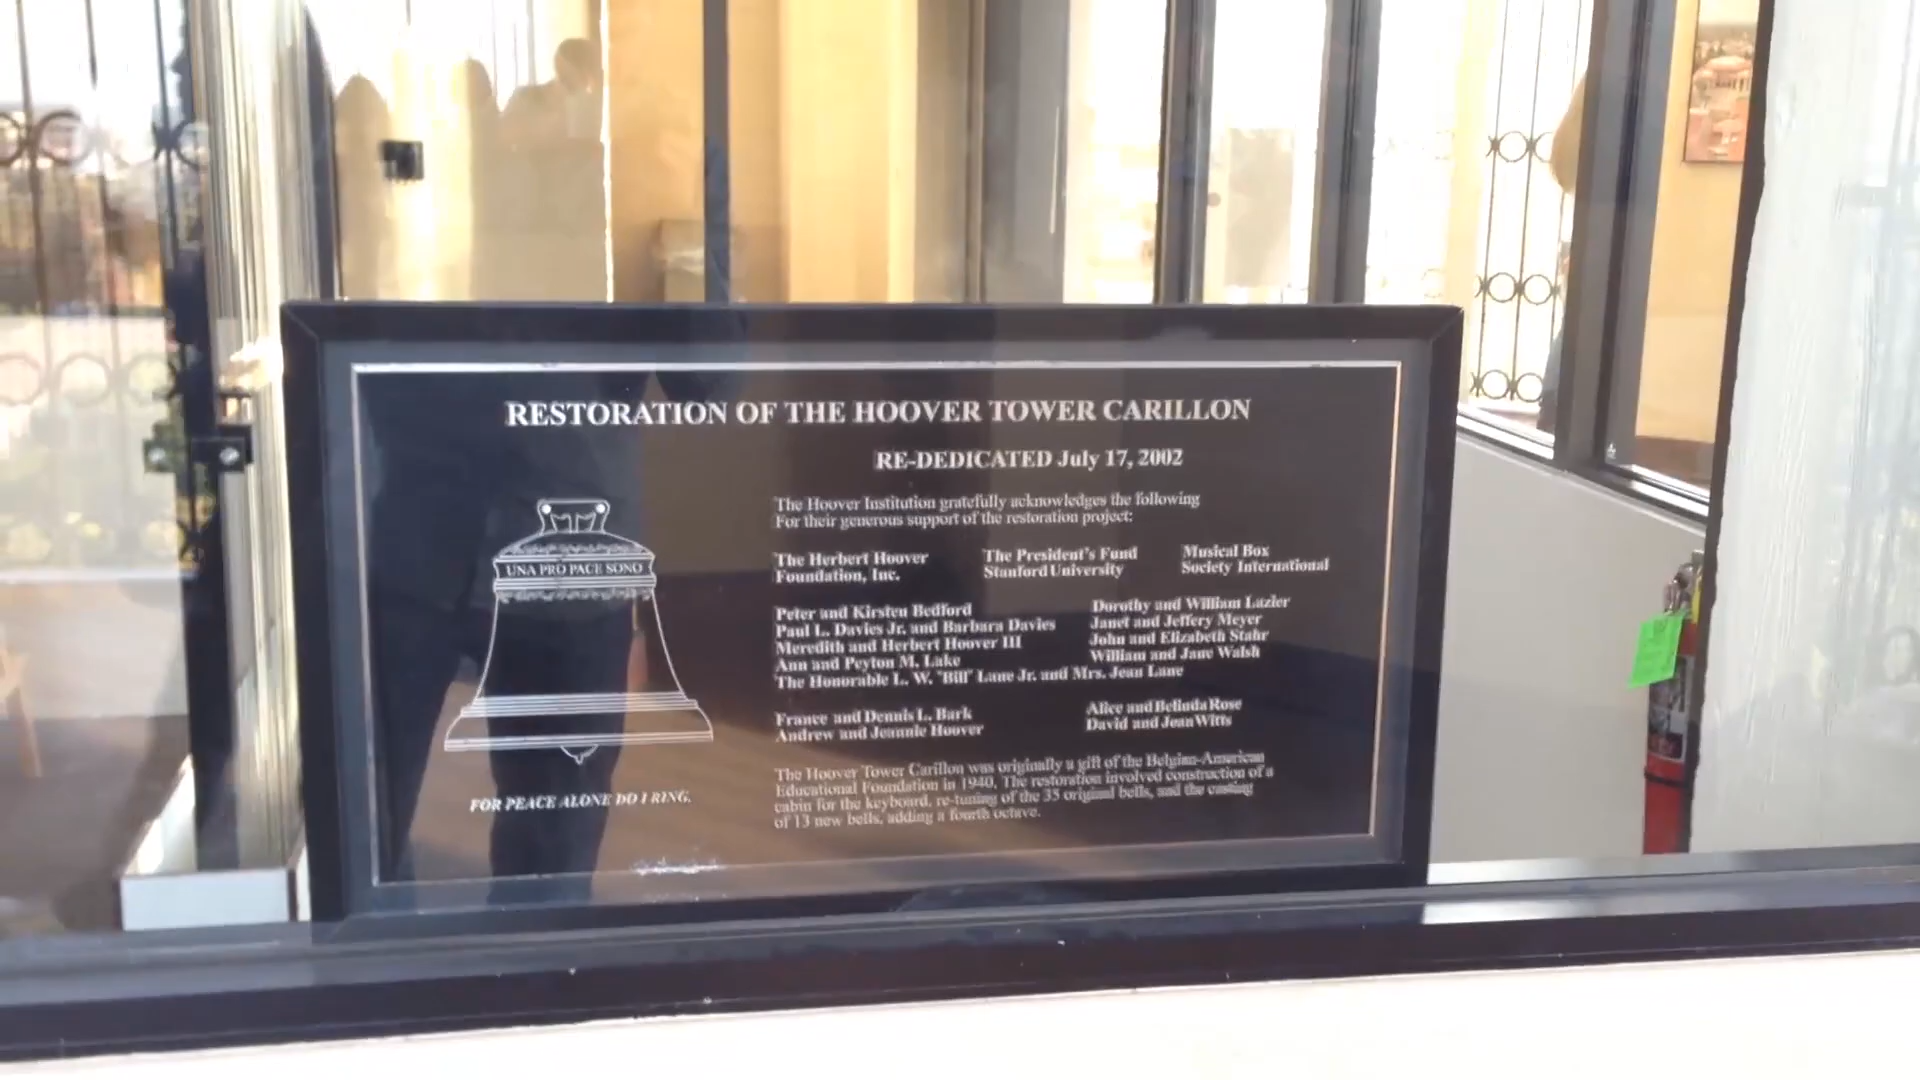 RESTORATION OF THE HOOVER TOWER CARILLON
RE-DEDICATED July 17, 2002
The Hoover Institution gratefully acknowledges the following
For their generous support of the restoration project:
The Herbert Hoover
Foundation, Inc.
The President's Fund
Stanford University
Musical Box
Society International
Peter and Kirsten Bedford
Paul L. Davies Jr. and Barbara Davies
Meredith and Herbert Hoover III
Ann and Peyton M. Lake
The Honorable L. W. "Bill" Lane Jr. and Mrs. Jean Lane
Dorothy and William Lazier
Janet and Jeffery Meyer
John and Elizabeth Stahr
William and Jane Walsh
France and Dennis L. Bark
Andrew and Jeannie Hoover
Alice and Belinda Rose
David and Jean Witts
The Hoover Tower Carillon was originally a gift of the Belgian-American
Educational Foundation in 1940. The restoration involved construction of a
cabin for the keyboard, re-tuning of the 35 original bells, and the casting
of 13 new bells, adding a fourth octave.
UNA PRO PACE SONO
FOR PEACE ALONE DO I RING.